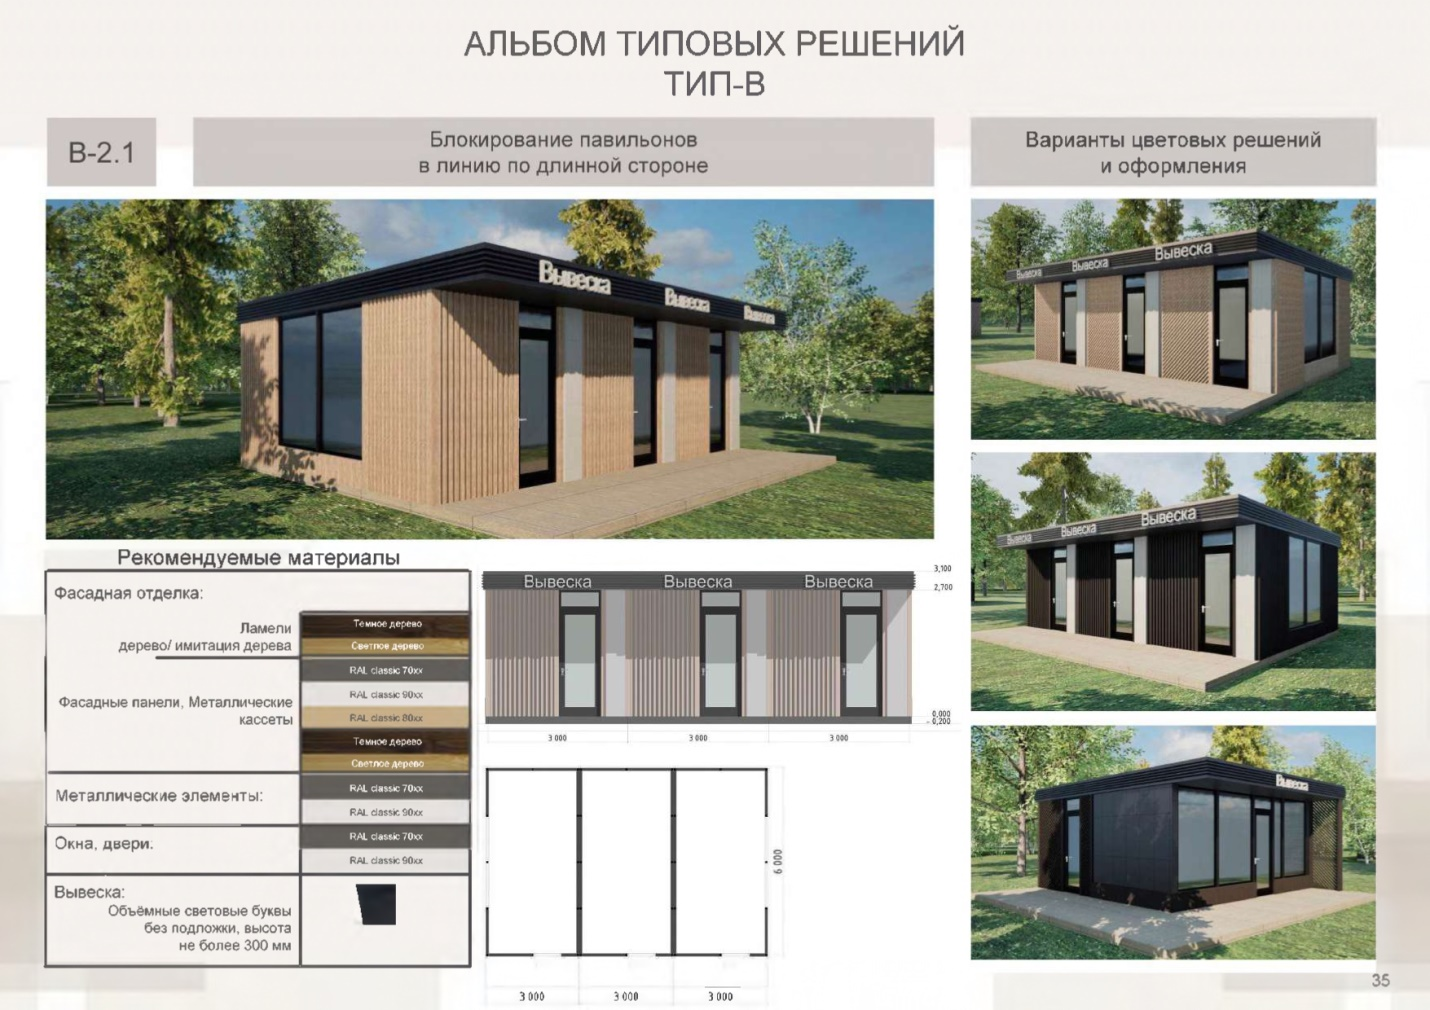 АЛЬБОМ ТИПОВЫХ РЕШЕНИЙ
ТИП-В
В-2.1
Блокирование павильонов
в линию по длинной стороне
Варианты цветовых решений
и оформления
Вывеска
Вывеска
Вывеска
Вывеска
Вывеска
Вывеска
Вывеска
Вывеска
Вывеска
Вывеска
Рекомендуемые материалы
Фасадная отделка:
Ламели
дерево/ имитация дерева
Темное дерево
Светлое дерево
RAL classic 70xx
RAL classic 90xx
RAL classic 80xx
Фасадные панели, Металлические
кассеты
Темное дерево
Светлое дерево
Металлические элементы:
RAL classic 70xx
RAL classic 90xx
Окна, двери.
RAL classic 70xx
RAL classic 90xx
Вывеска:
Объёмные световые буквы
без подложки, высота
не более 300 мм
Вывеска
Вывеска
Вывеска
3,100
2,700
0,000
- 0,200
3 000
3 000
3 000
6 000
3 000
3 000
3 000
35